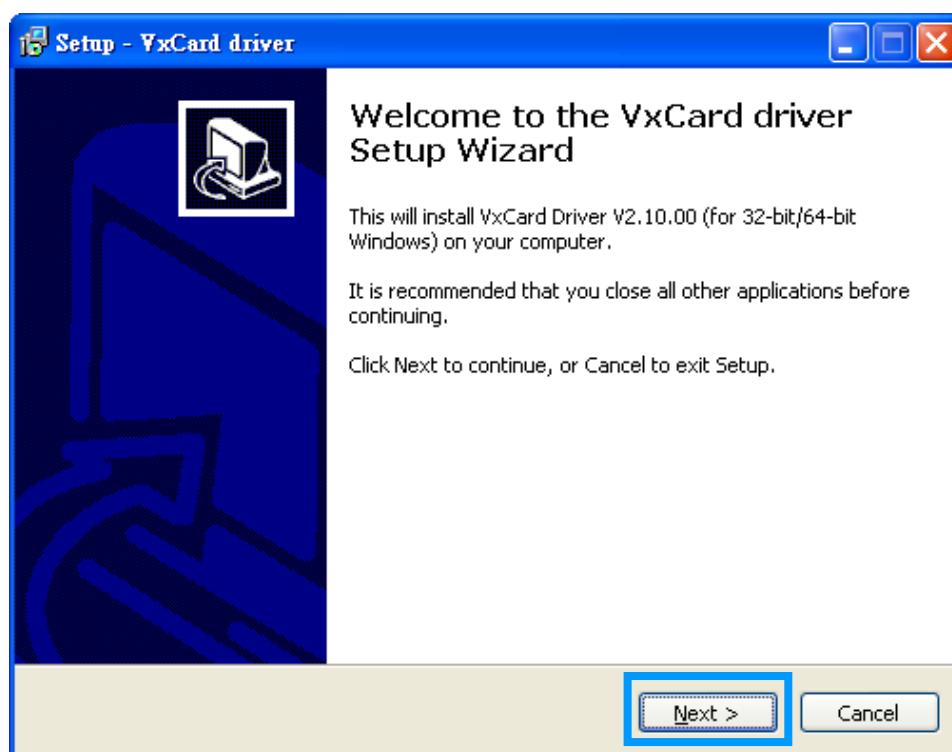 Setup - VxCard driver
Welcome to the VxCard driver
Setup Wizard
This will install VxCard Driver V2.10.00 (for 32-bit/64-bit
Windows) on your computer.
It is recommended that you close all other applications before
continuing.
Click Next to continue, or Cancel to exit Setup.
Next >
Cancel